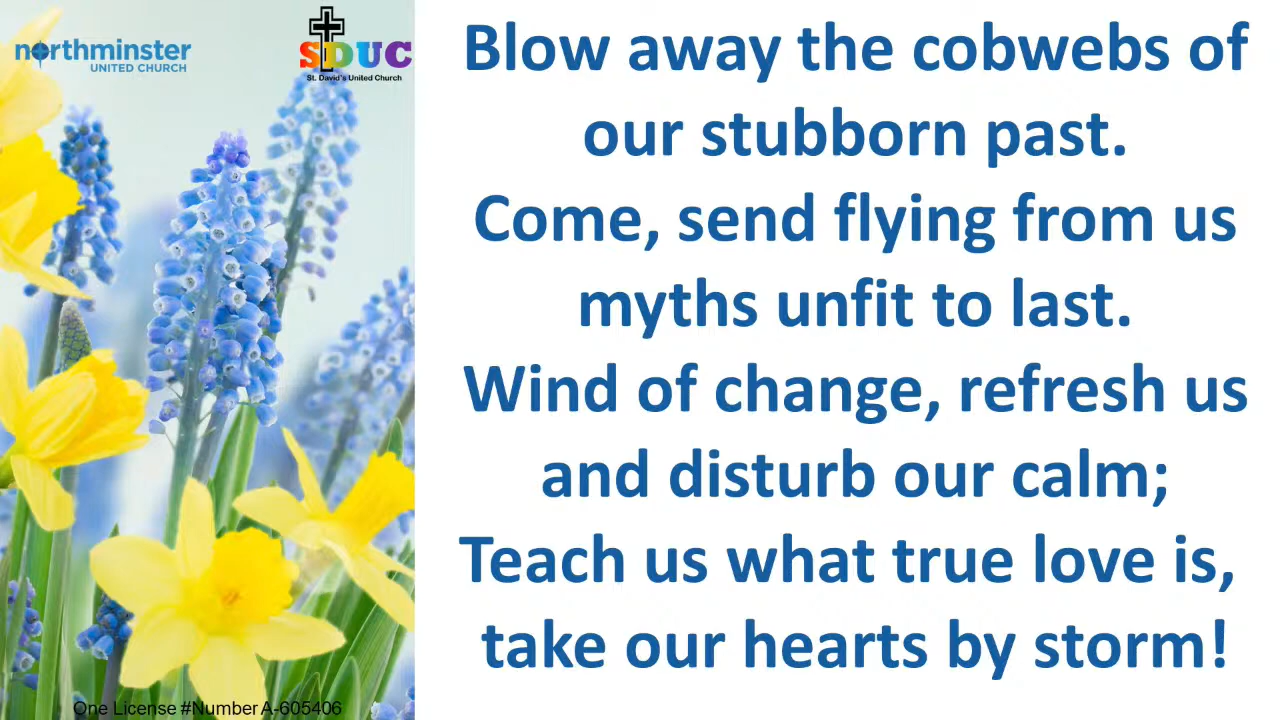 northminster
UNITED CHURCH
SDUC
St. David's United Church
Blow away the cobwebs of
our stubborn past.
Come, send flying from us
myths unfit to last.
Wind of change, refresh us
and disturb our calm;
Teach us what true love is,
take our hearts by storm!
One License #Number A-605406